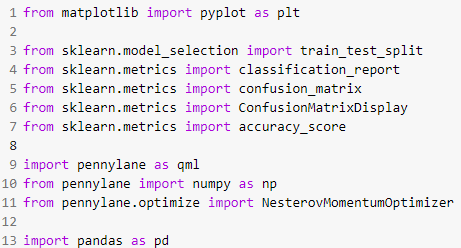 1 from matplotlib import pyplot as plt
2
3 from sklearn.model_selection import train_test_split
4 from sklearn.metrics import classification_report
5 from sklearn.metrics import confusion_matrix
6 from sklearn.metrics import ConfusionMatrixDisplay
7 from sklearn.metrics import accuracy_score
8
9 import pennylane as qml
10 from pennylane import numpy as np
11 from pennylane.optimize import NesterovMomentumOptimizer
12
13 import pandas as pd